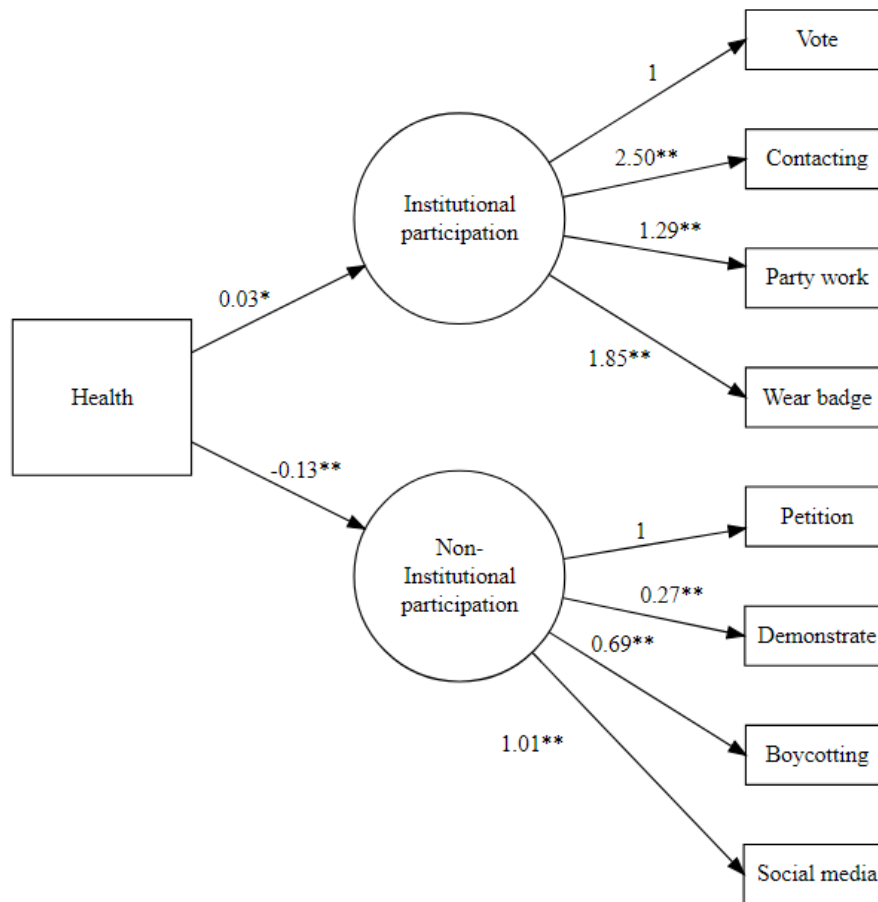 Vote
1
Contacting
2.50**
Institutional
participation
1.29**
Party work
0.03*
1.85**
Health
Wear badge
-0.13**
Petition
1
Non-
Institutional
participation
0.27**
Demonstrate
0.69**
1.01**
Boycotting
Social media